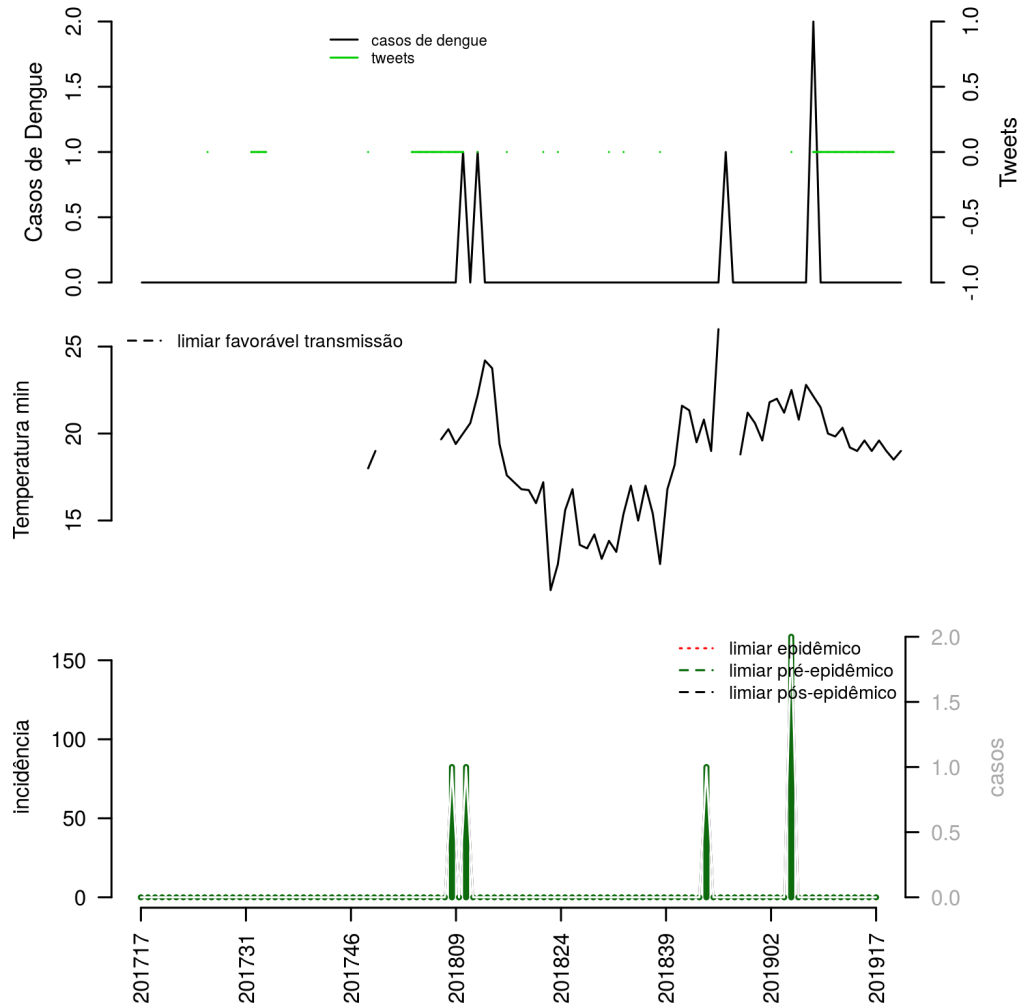 casos de dengue
tweets
Casos de Dengue
0.0 0.5 1.0 1.5 2.0
Tweets
-1.0 -0.5 0.0 0.5 1.0
limiar favorável transmissão
Temperatura min
15 20 25
limiar epidêmico
limiar pré-epidêmico
limiar pós-epidêmico
incidência
0 50 100 150
casos
0.0 0.5 1.0 1.5 2.0
201717 201731 201746 201809 201824 201839 201902 201917